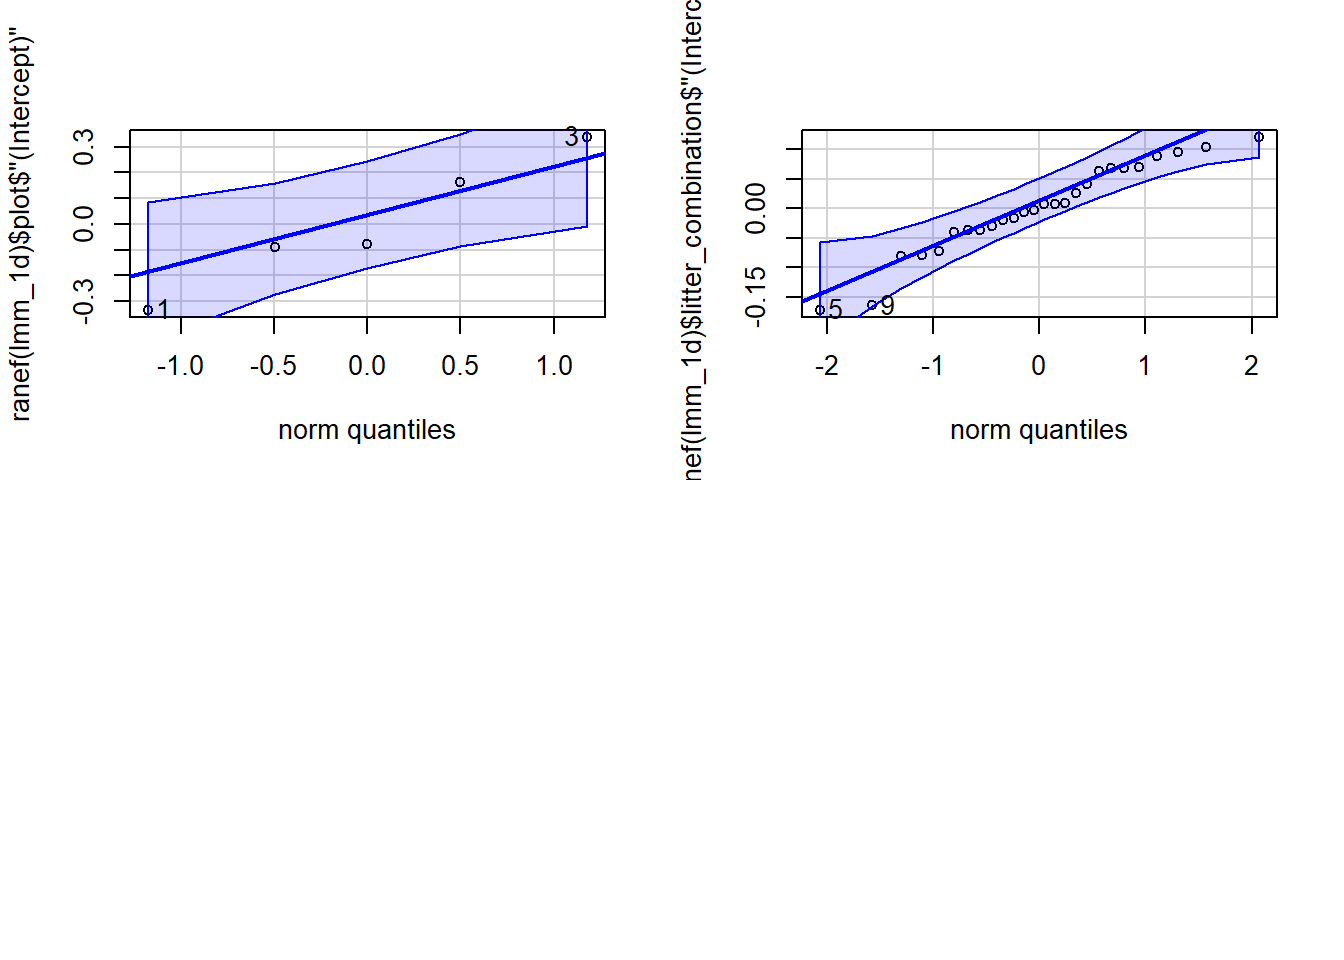 ranef(lmm_1d)$plot$"(Intercept)"
0.3
0.0
-0.3
3
1
-1.0 -0.5 0.0 0.5 1.0
norm quantiles
nef(lmm_1d)$litter_combination$"(Interc
0.00
-0.15
5
9
-2 -1 0 1 2
norm quantiles